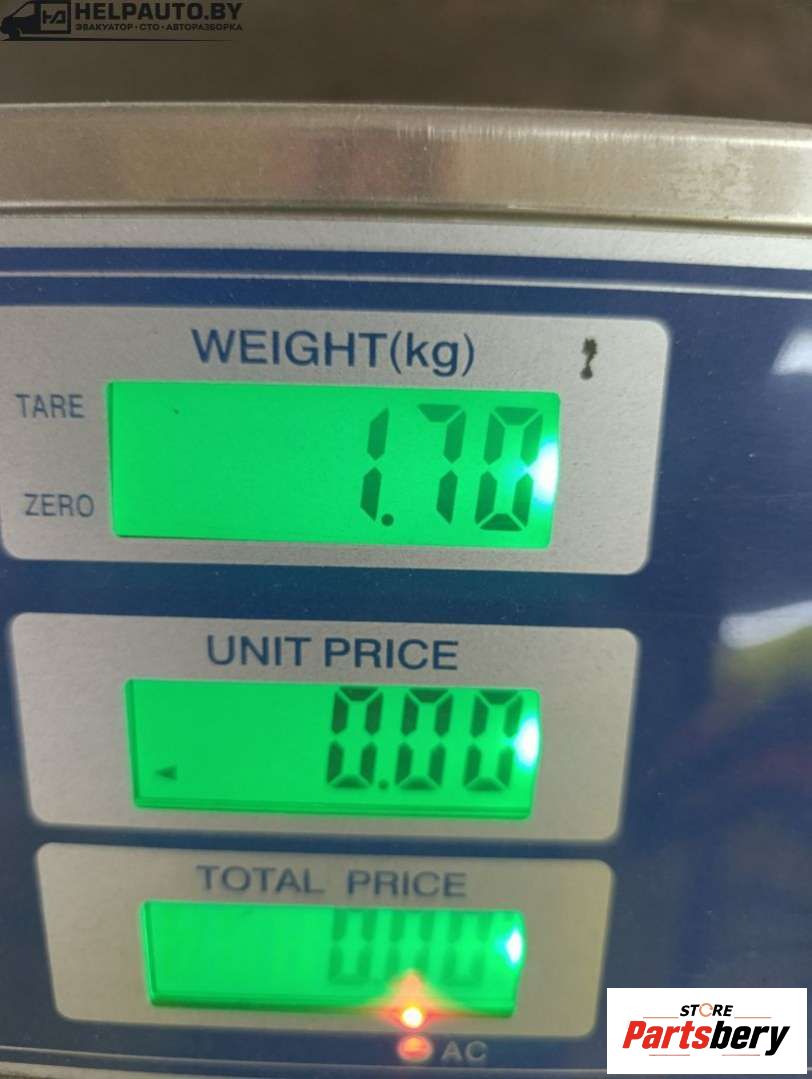 HELPAUTO.BY
ЭВАКУАТОР · СТО · АВТОРАЗБОРКА
WEIGHT(kg)
TARE
1.70
ZERO
UNIT PRICE
0.00
TOTAL PRICE
0.00
AC
STORE
Partsbery